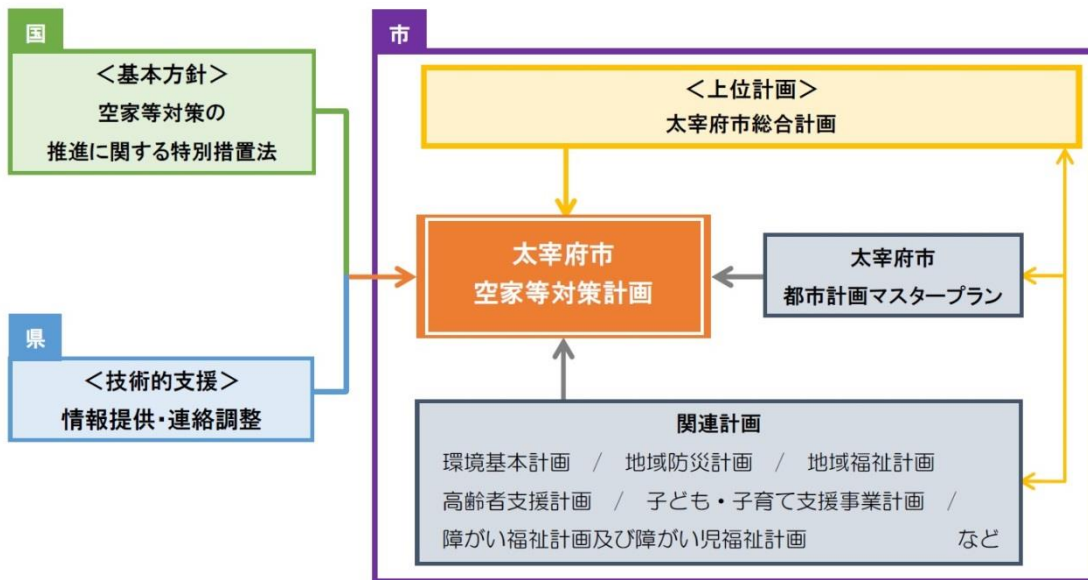 国
＜基本方針＞
空家等対策の
推進に関する特別措置法
県
＜技術的支援＞
情報提供・連絡調整
市
＜上位計画＞
太宰府市総合計画
太宰府市
空家等対策計画
太宰府市
都市計画マスタープラン
関連計画
環境基本計画　/　地域防災計画　/　地域福祉計画
高齢者支援計画　/　子ども・子育て支援事業計画　/
障がい福祉計画及び障がい児福祉計画　　　　など